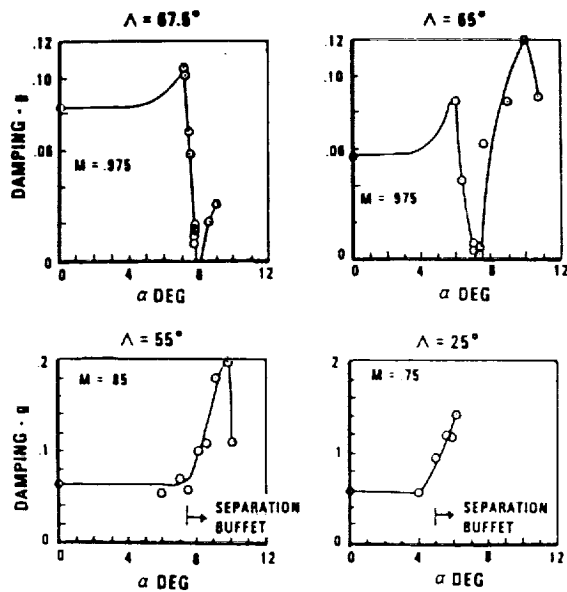 Λ = 67.5°
.12
.10
.06
0
DAMPING - g
M = .975
0 4 8 12
α DEG
Λ = 65°
.12
.10
.06
0
M = .975
0 4 8 12
α DEG
Λ = 55°
0.2
.1
0
DAMPING - g
M = .85
SEPARATION
BUFFET
0 4 8 12
α DEG
Λ = 25°
2
1
0
M = .75
SEPARATION
BUFFET
0 4 8 12
α DEG